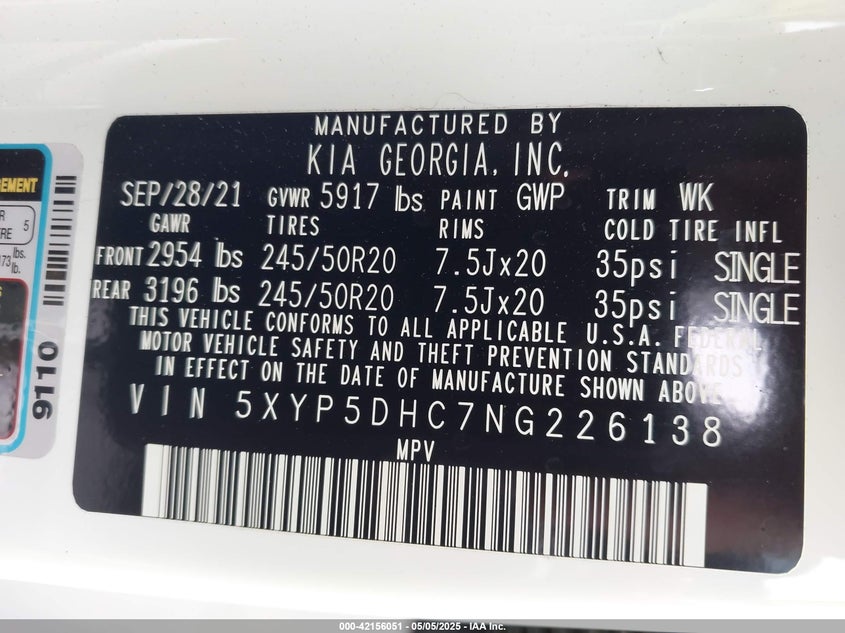 MANUFACTURED BY
KIA GEORGIA, INC.
SEP/28/21 GVWR 5917 lbs PAINT GWP TRIM WK
GAWR TIRES RIMS COLD TIRE INFL
FRONT 2954 lbs 245/50R20 7.5Jx20 35psi SINGLE
REAR 3196 lbs 245/50R20 7.5Jx20 35psi SINGLE
THIS VEHICLE CONFORMS TO ALL APPLICABLE U.S.A. FEDERAL
MOTOR VEHICLE SAFETY AND THEFT PREVENTION STANDARDS
IN EFFECT ON THE DATE OF MANUFACTURE SHOWN ABOVE
VIN 5XYP5DHC7NG226138
MPV
9110
5
lbs.
lb.
000-42156051 - 05/05/2025 - IAA Inc.